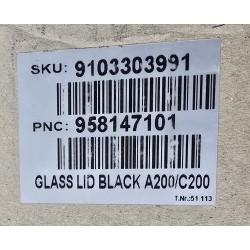 SKU: 9103303991
PNC: 958147101
GLASS LID BLACK A200/C200
T.Nr.:51 113